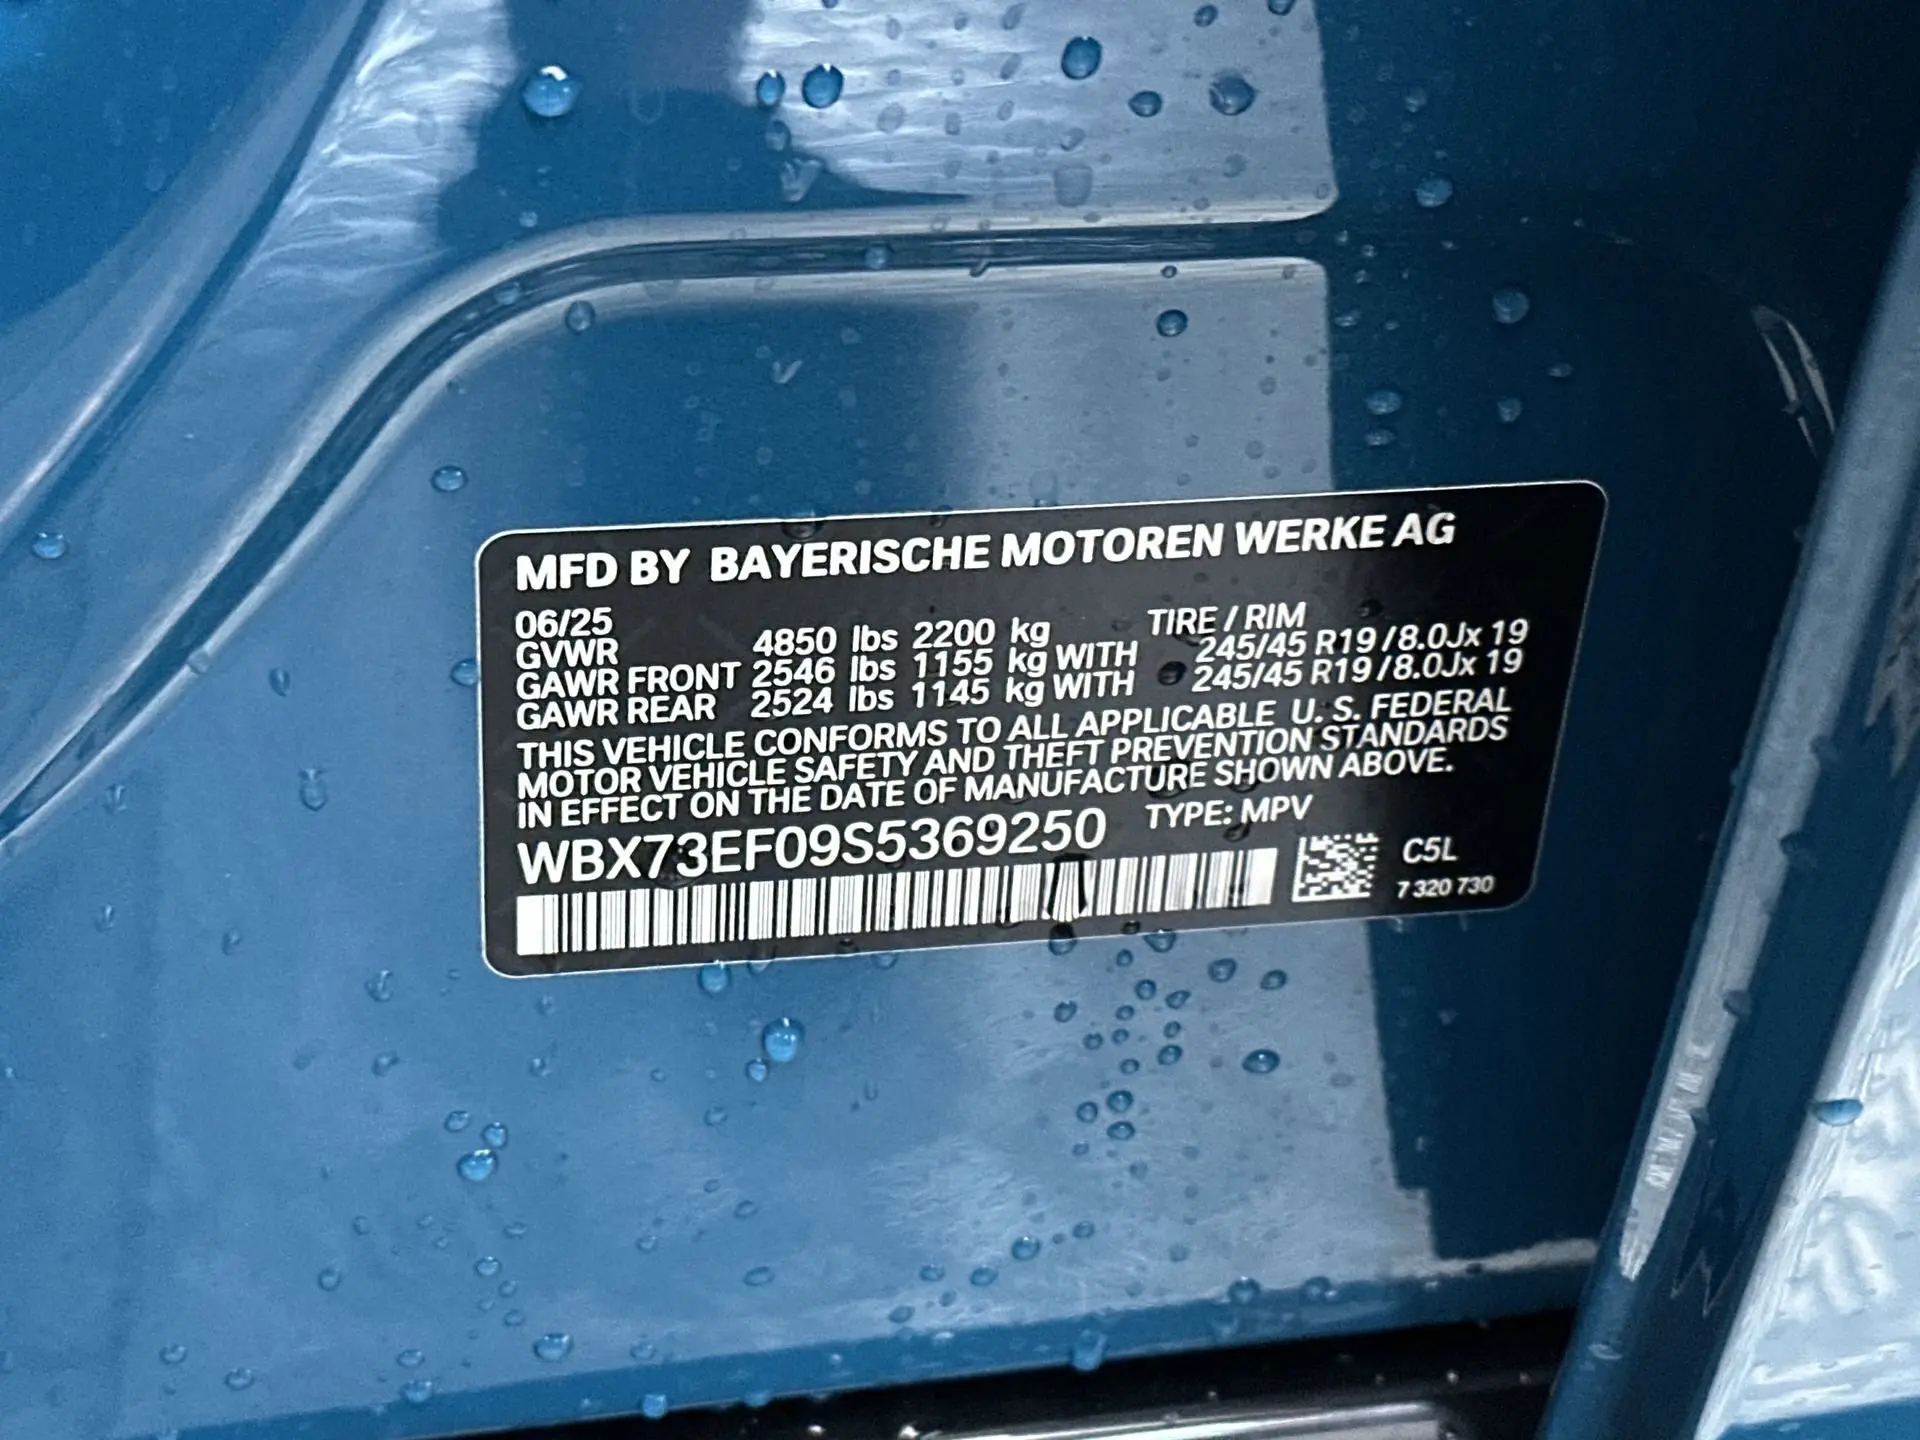 MFD BY BAYERISCHE MOTOREN WERKE AG
06/25 TIRE / RIM
GVWR 4850 lbs 2200 kg
GAWR FRONT 2546 lbs 1155 kg WITH 245/45 R19/8.0Jx 19
GAWR REAR 2524 lbs 1145 kg WITH 245/45 R19/8.0Jx 19
THIS VEHICLE CONFORMS TO ALL APPLICABLE U. S. FEDERAL
MOTOR VEHICLE SAFETY AND THEFT PREVENTION STANDARDS
IN EFFECT ON THE DATE OF MANUFACTURE SHOWN ABOVE.
WBX73EF09S5369250 TYPE: MPV
C5L
7 320 730